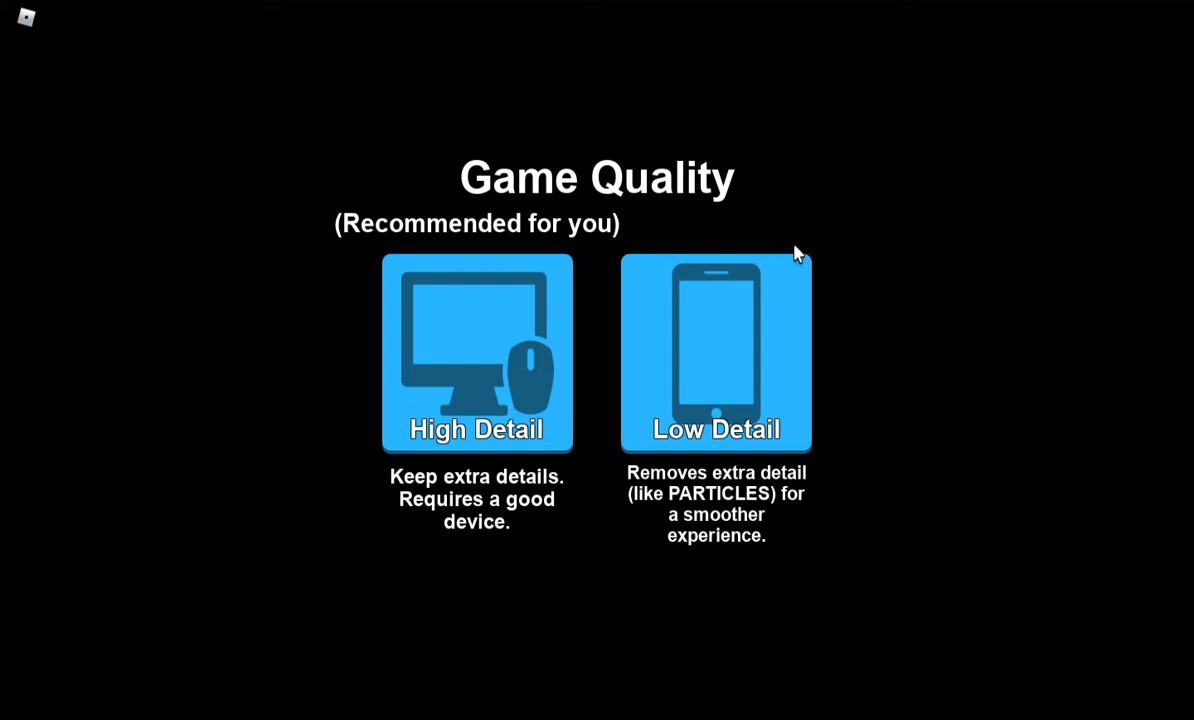 Game Quality
(Recommended for you)
High Detail
Keep extra details.
Requires a good
device.
Low Detail
Removes extra detail
(like PARTICLES) for
a smoother
experience.